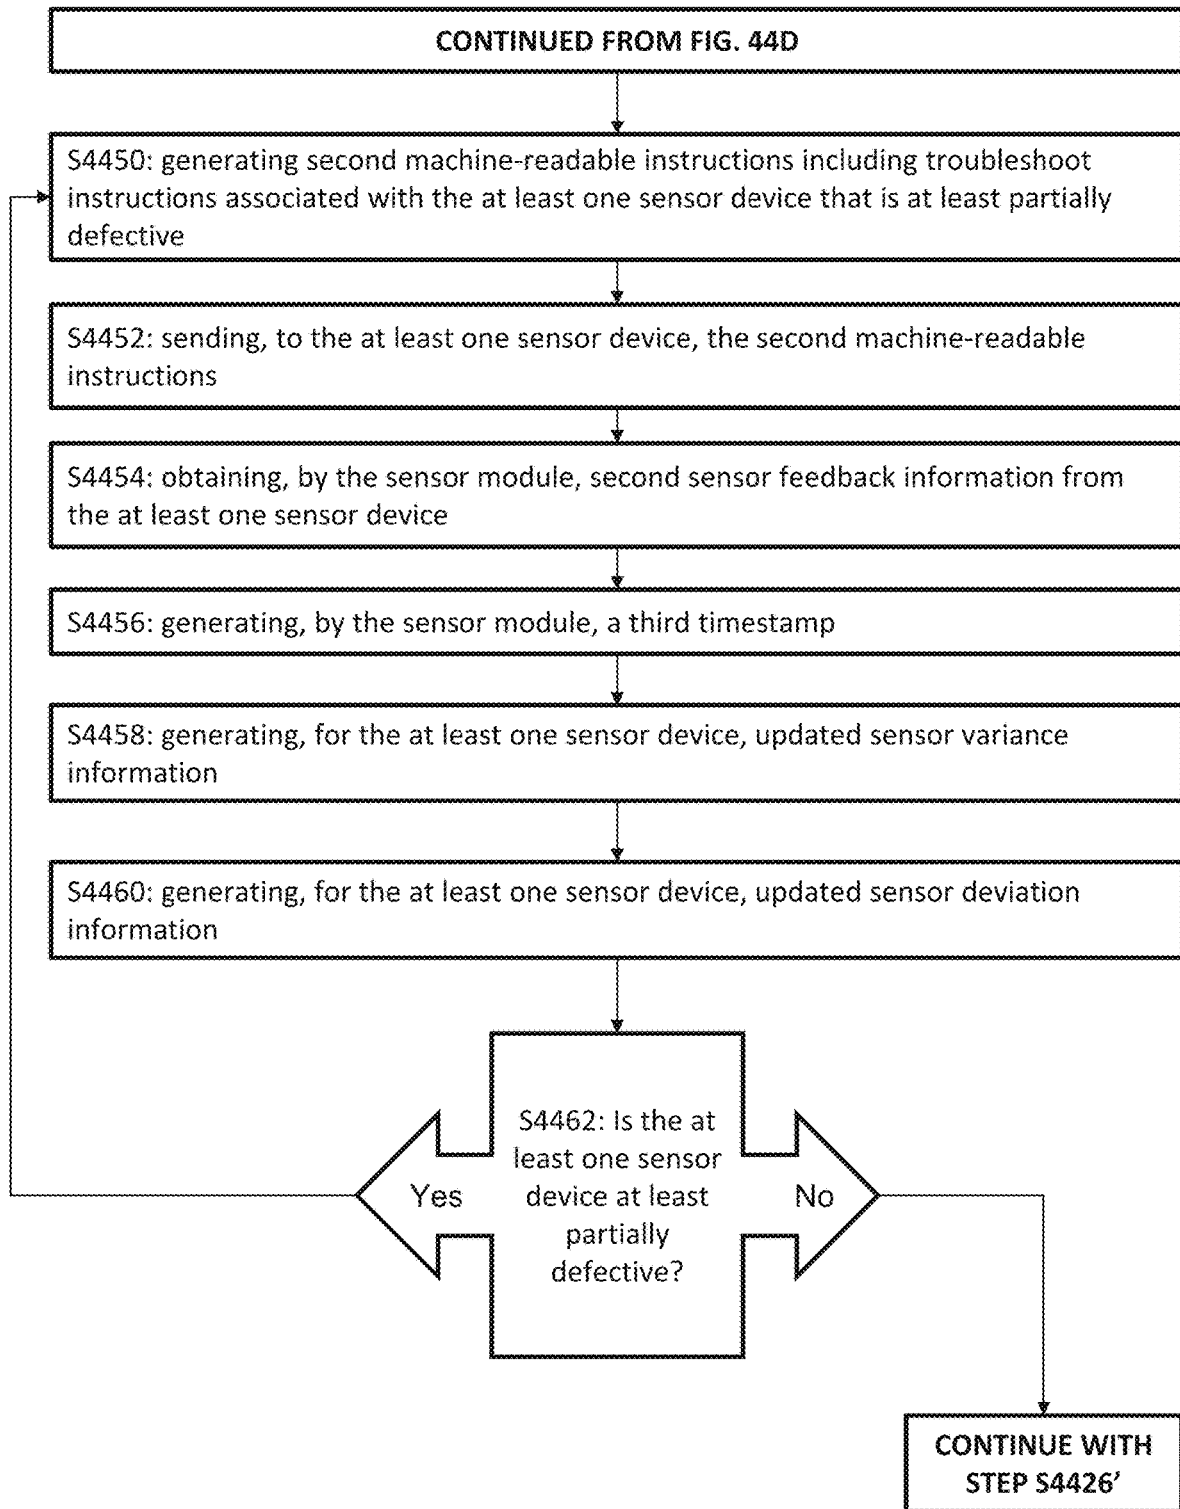 CONTINUED FROM FIG. 44D
S4450: generating second machine-readable instructions including troubleshoot
instructions associated with the at least one sensor device that is at least partially
defective
S4452: sending, to the at least one sensor device, the second machine-readable
instructions
S4454: obtaining, by the sensor module, second sensor feedback information from
the at least one sensor device
S4456: generating, by the sensor module, a third timestamp
S4458: generating, for the at least one sensor device, updated sensor variance
information
S4460: generating, for the at least one sensor device, updated sensor deviation
information
S4462: Is the at
least one sensor
device at least
partially
defective?
Yes
No
CONTINUE WITH
STEP S4426'